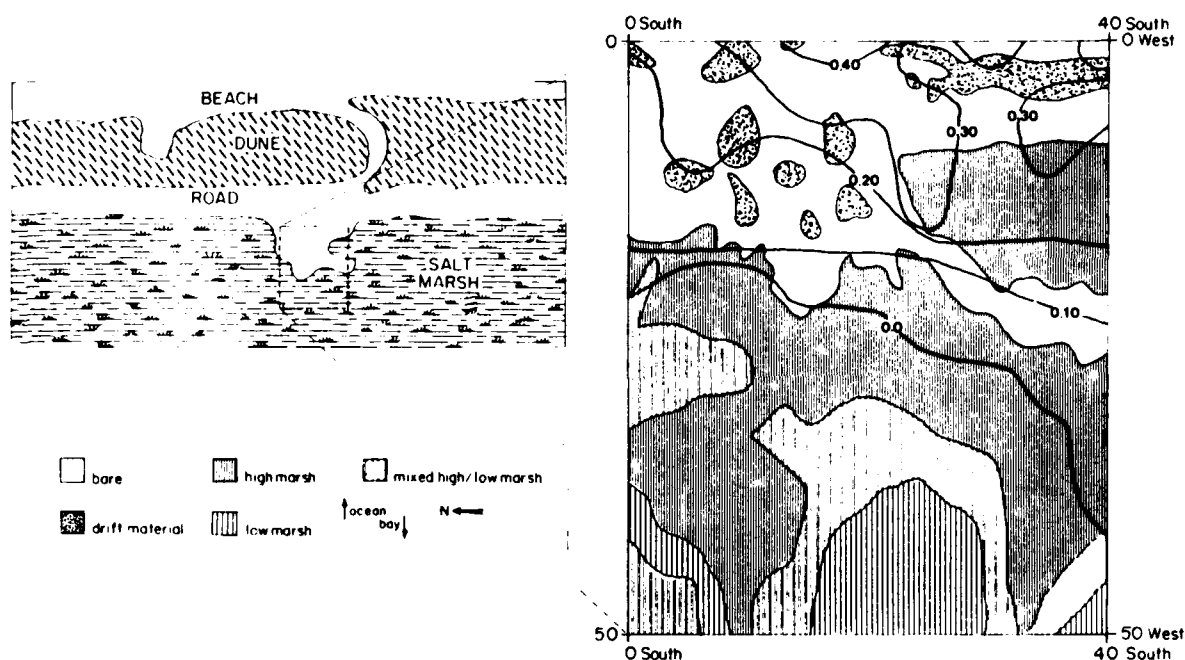 BEACH
DUNE
ROAD
SALT
MARSH
bare
high marsh
mixed high/low marsh
drift material
low marsh
ocean
bay
N
0 South
40 South
0
0 West
0.40
0.30
0.30
0.20
0.10
0.0
50
50 West
0 South
40
South